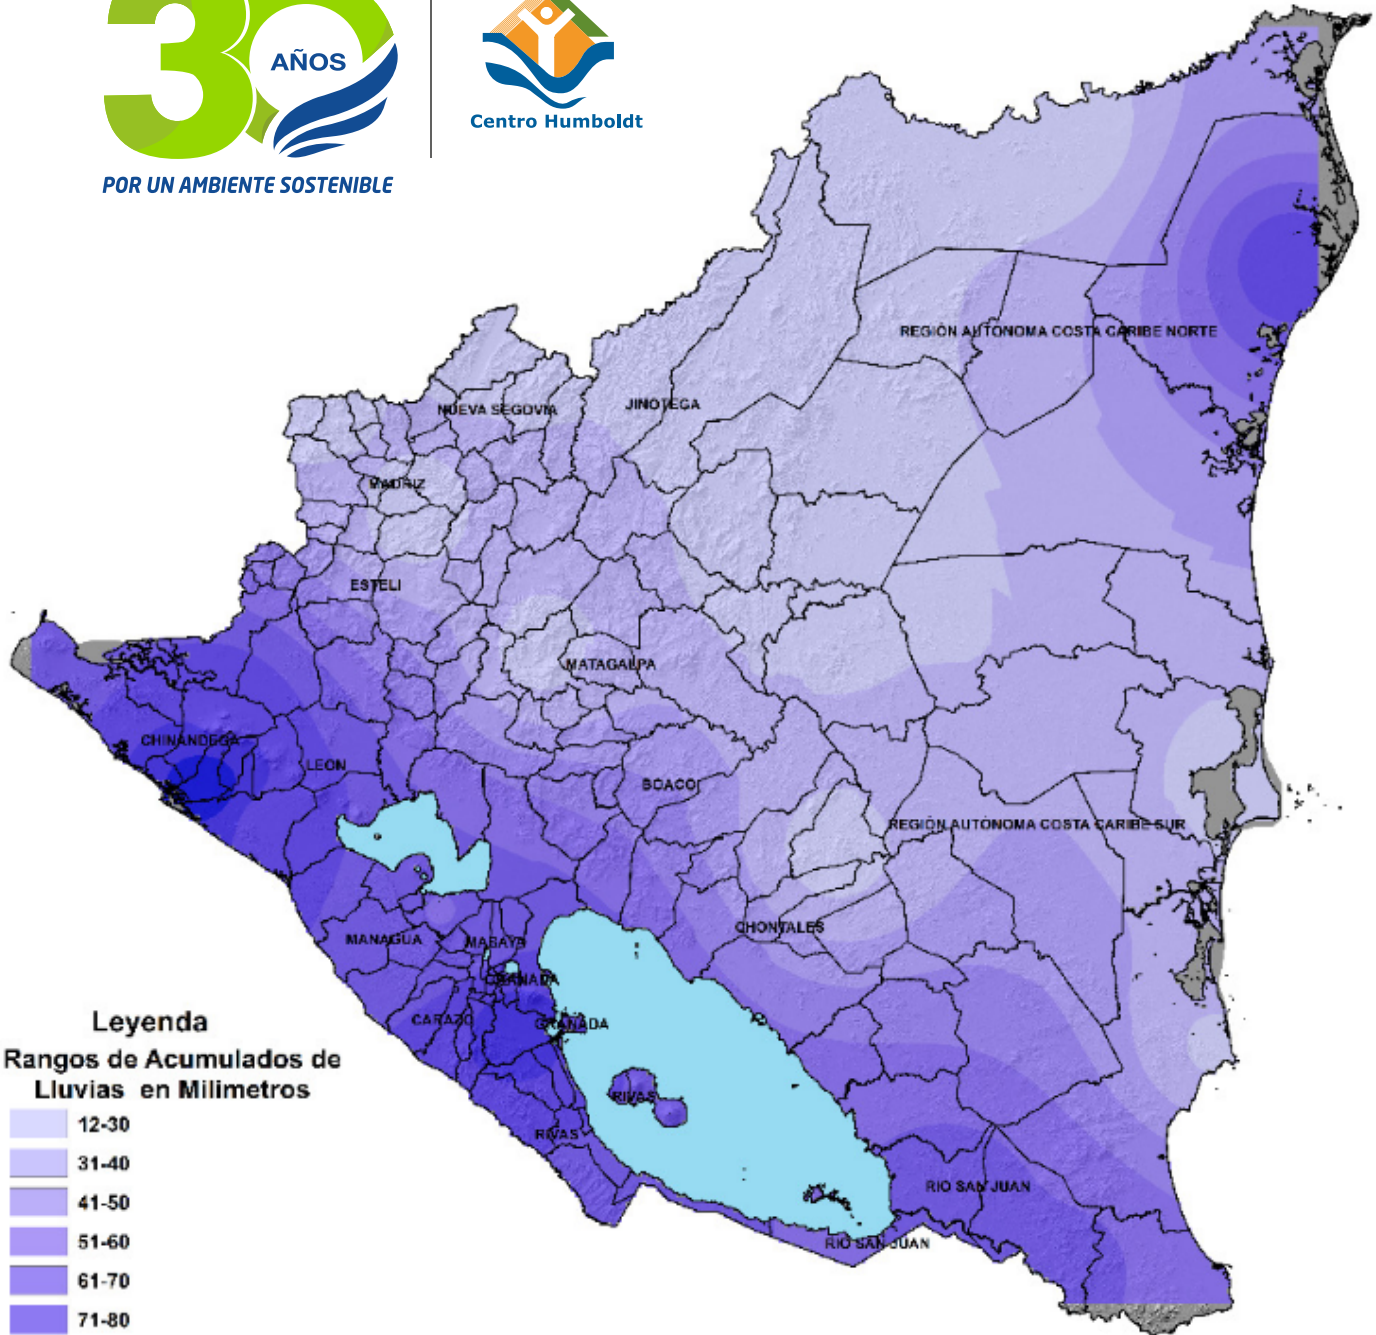 30
AÑOS
POR UN AMBIENTE SOSTENIBLE
Centro Humboldt
REGIÓN AUTÓNOMA COSTA CARIBE NORTE
NUEVA SEGOVIA
JINOTEGA
MADRIZ
ESTELI
MATAGALPA
CHINANDEGA
LEON
BOACO
REGIÓN AUTÓNOMA COSTA CARIBE SUR
CHONTALES
MANAGUA
MASAYA
GRANADA
CARAZO
GRANADA
RIVAS
RIVAS
RIO SAN JUAN
RIO SAN JUAN
Leyenda
Rangos de Acumulados de
Lluvias en Milimetros
12-30
31-40
41-50
51-60
61-70
71-80